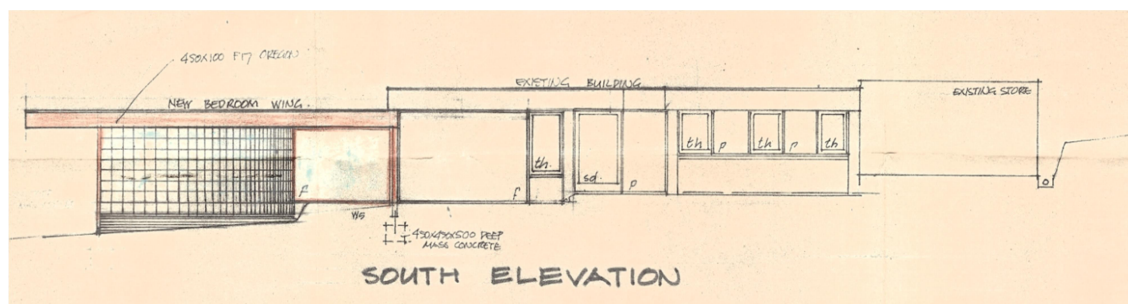 450X100 F17 OREGON
EXISTING BUILDING
NEW BEDROOM WING.
EXISTING STORE
th p th p th
th.
sd.
f
f p
WS
450X450X500 DEEP
MASS CONCRETE
SOUTH ELEVATION